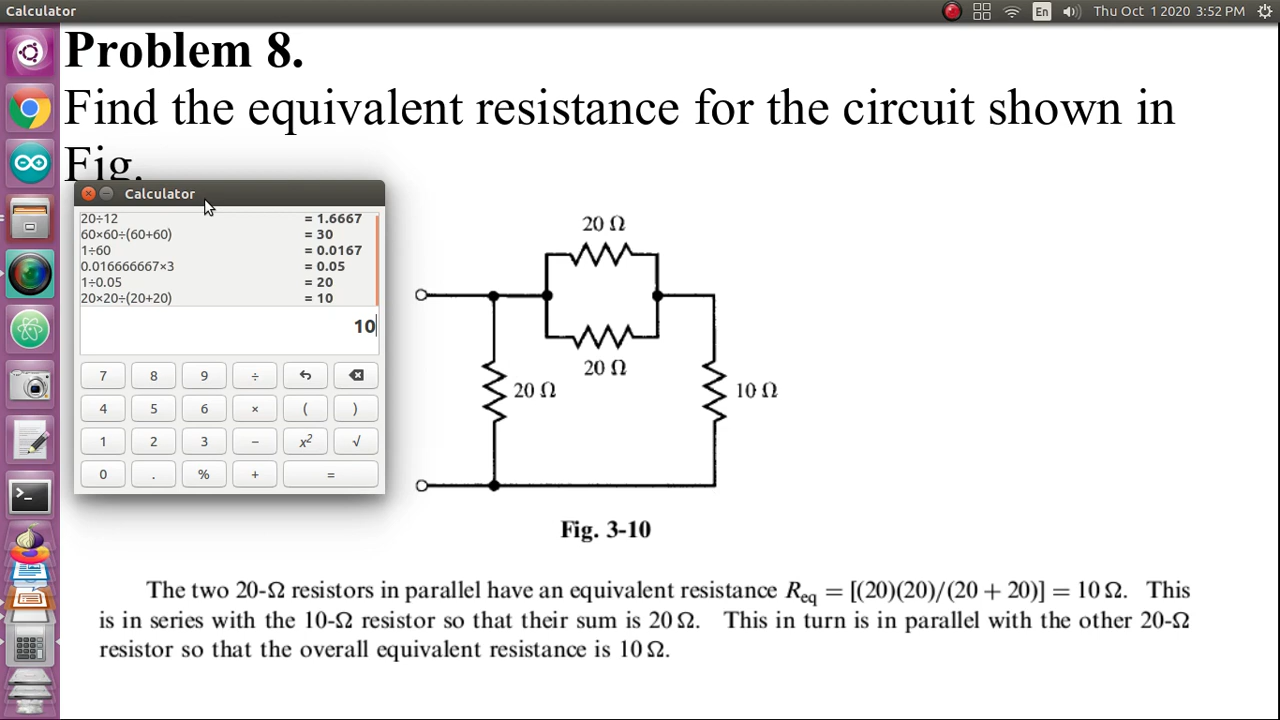 Calculator
En
Thu Oct 1 2020 3:52 PM
Problem 8.
Find the equivalent resistance for the circuit shown in
Fig.
Calculator
20÷12 = 1.6667
60×60÷(60+60) = 30
1÷60 = 0.0167
0.016666667×3 = 0.05
1÷0.05 = 20
20×20÷(20+20) = 10
10
7 8 9 ÷
4 5 6 × ( )
1 2 3 − x² √
0 . % + =
20 Ω
20 Ω
20 Ω
10 Ω
Fig. 3-10
The two 20-Ω resistors in parallel have an equivalent resistance Req = [(20)(20)/(20 + 20)] = 10 Ω. This
is in series with the 10-Ω resistor so that their sum is 20 Ω. This in turn is in parallel with the other 20-Ω
resistor so that the overall equivalent resistance is 10 Ω.